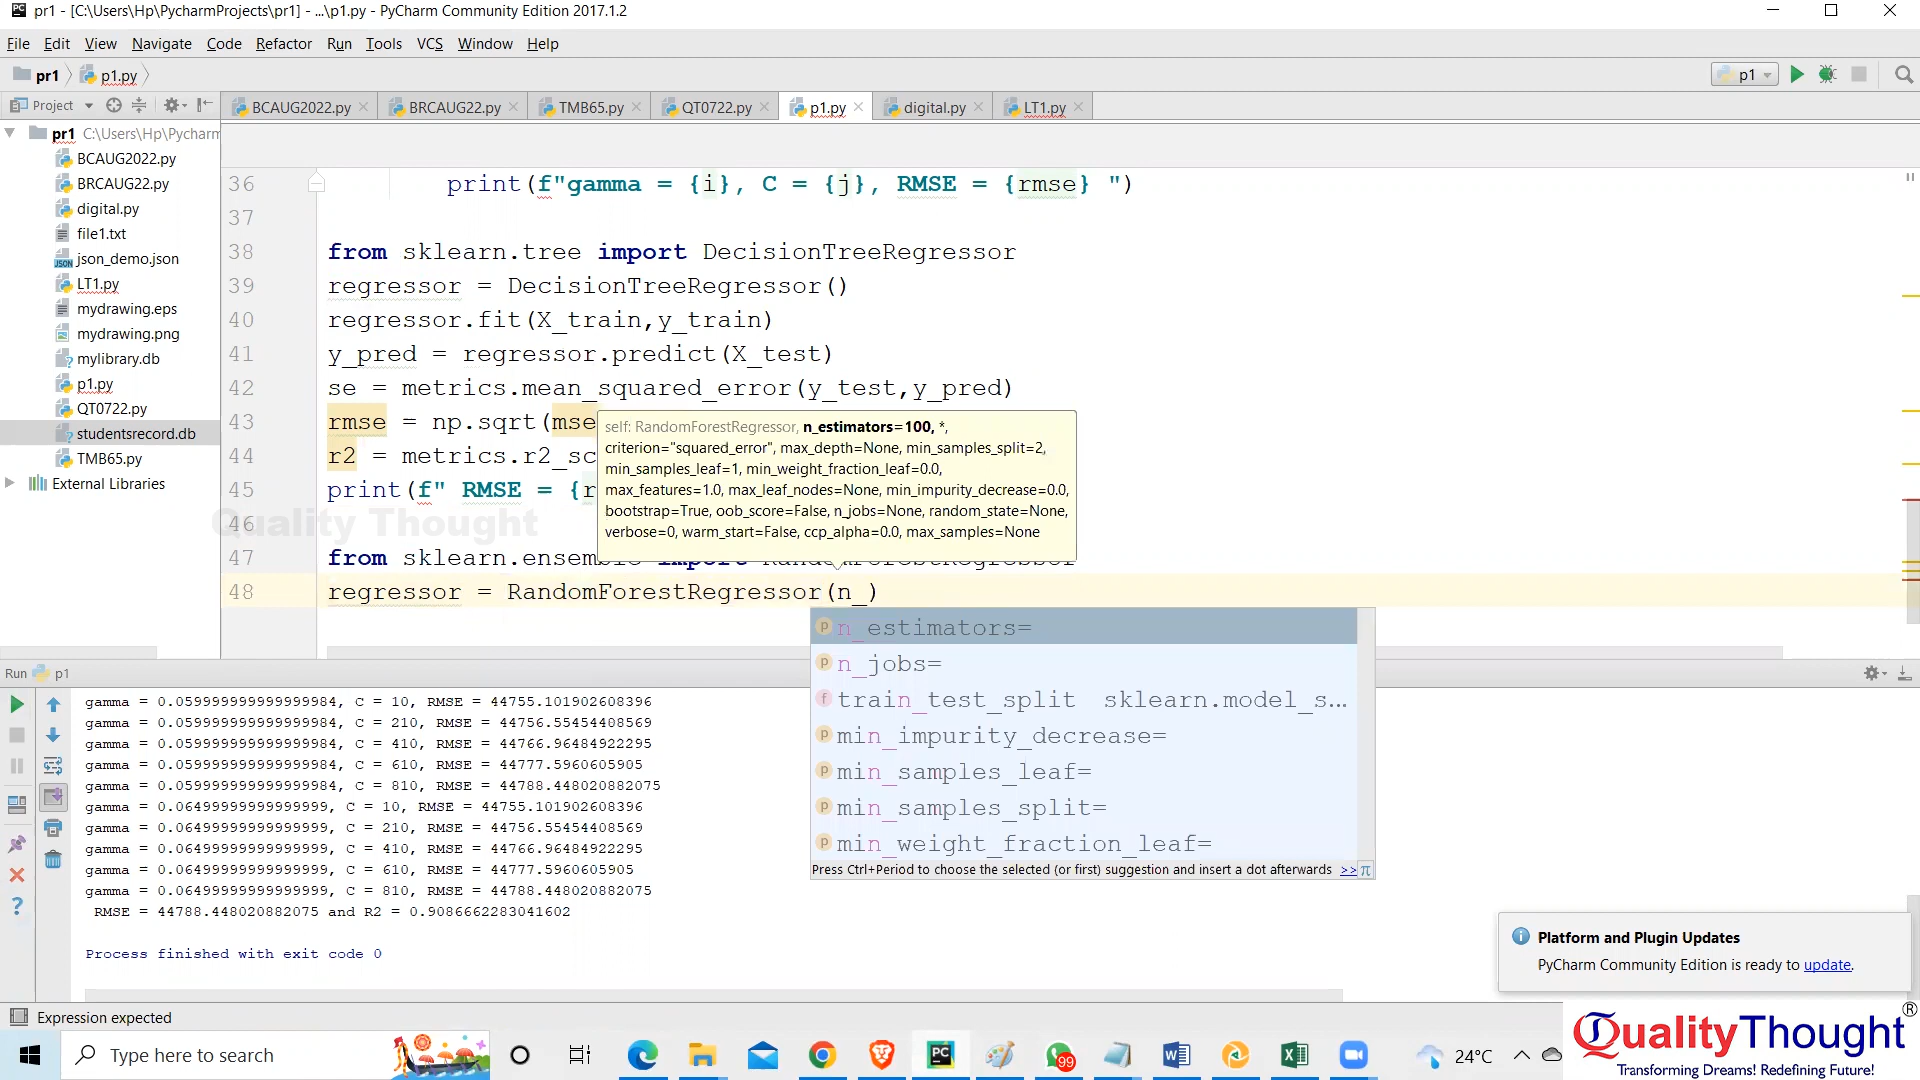 pr1 - [C:\Users\Hp\PycharmProjects\pr1] - ...\p1.py - PyCharm Community Edition 2017.1.2
File Edit View Navigate Code Refactor Run Tools VCS Window Help
pr1 p1.py p1
Project BCAUG2022.py BRCAUG22.py TMB65.py QT0722.py p1.py digital.py LT1.py
pr1 C:\Users\Hp\Pycharm
BCAUG2022.py
BRCAUG22.py
digital.py
file1.txt
json_demo.json
LT1.py
mydrawing.eps
mydrawing.png
mylibrary.db
p1.py
QT0722.py
studentsrecord.db
TMB65.py
External Libraries
36 print(f"gamma = {i}, C = {j}, RMSE = {rmse} ")
37
38 from sklearn.tree import DecisionTreeRegressor
39 regressor = DecisionTreeRegressor()
40 regressor.fit(X_train,y_train)
41 y_pred = regressor.predict(X_test)
42 se = metrics.mean_squared_error(y_test,y_pred)
43 rmse = np.sqrt(mse
44 r2 = metrics.r2_sc
45 print(f" RMSE = {r
46
47 from sklearn.ensemble import RandomForestRegressor
48 regressor = RandomForestRegressor(n_)
Quality Thought
self: RandomForestRegressor, n_estimators=100, *,
criterion="squared_error", max_depth=None, min_samples_split=2,
min_samples_leaf=1, min_weight_fraction_leaf=0.0,
max_features=1.0, max_leaf_nodes=None, min_impurity_decrease=0.0,
bootstrap=True, oob_score=False, n_jobs=None, random_state=None,
verbose=0, warm_start=False, ccp_alpha=0.0, max_samples=None
n_estimators=
n_jobs=
train_test_split sklearn.model_s...
min_impurity_decrease=
min_samples_leaf=
min_samples_split=
min_weight_fraction_leaf=
Press Ctrl+Period to choose the selected (or first) suggestion and insert a dot afterwards >> π
Run p1
gamma = 0.059999999999999984, C = 10, RMSE = 44755.101902608396
gamma = 0.059999999999999984, C = 210, RMSE = 44756.55454408569
gamma = 0.059999999999999984, C = 410, RMSE = 44766.96484922295
gamma = 0.059999999999999984, C = 610, RMSE = 44777.5960605905
gamma = 0.059999999999999984, C = 810, RMSE = 44788.448020882075
gamma = 0.06499999999999999, C = 10, RMSE = 44755.101902608396
gamma = 0.06499999999999999, C = 210, RMSE = 44756.55454408569
gamma = 0.06499999999999999, C = 410, RMSE = 44766.96484922295
gamma = 0.06499999999999999, C = 610, RMSE = 44777.5960605905
gamma = 0.06499999999999999, C = 810, RMSE = 44788.448020882075
RMSE = 44788.448020882075 and R2 = 0.9086662283041602
Process finished with exit code 0
Platform and Plugin Updates
PyCharm Community Edition is ready to update.
Expression expected
Type here to search
99
24°C
QualityThought®
Transforming Dreams! Redefining Future!